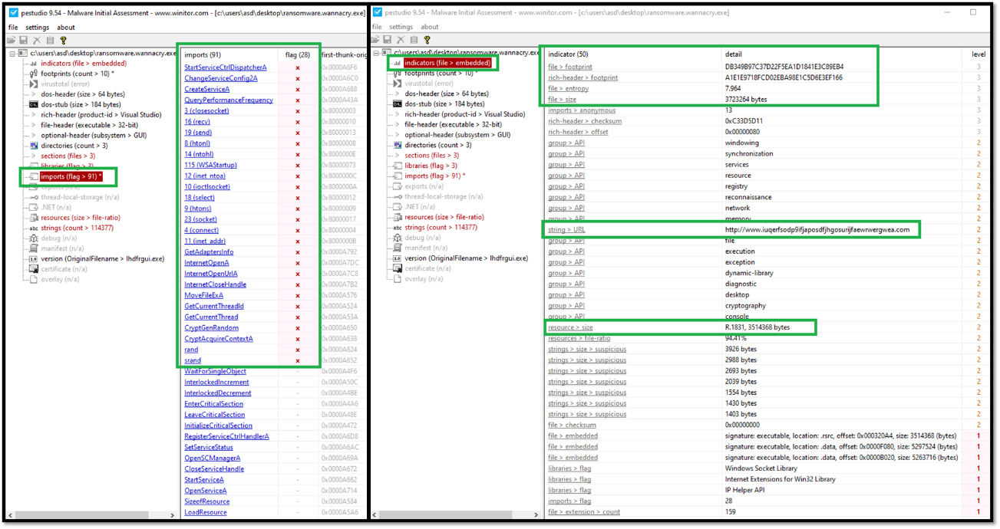 pestudio 9.54 - Malware Initial Assessment - www.winitor.com - [c:\users\asd\desktop\ransomware.wannacry.exe]
file settings about
c:\users\asd\desktop\ransomware.wannacry.exe
indicators (file > embedded)
footprints (count > 10) *
virustotal (error)
dos-header (size > 64 bytes)
dos-stub (size > 184 bytes)
rich-header (product-id > Visual Studio)
file-header (executable > 32-bit)
optional-header (subsystem > GUI)
directories (count > 3)
sections (files > 3)
libraries (flag > 3)
imports (flag > 91) *
exports (n/a)
thread-local-storage (n/a)
.NET (n/a)
resources (size > file-ratio)
abc strings (count > 114377)
debug (n/a)
manifest (n/a)
1.0 version (OriginalFilename > lhdfrgui.exe)
certificate (n/a)
overlay (n/a)
imports (91) flag (28) first-thunk-orig
StartServiceCtrlDispatcherA x 0x0000A6F6
ChangeServiceConfig2A x 0x0000A6C0
CreateServiceA x 0x0000A688
QueryPerformanceFrequency x 0x0000A43A
3 (closesocket) x 0x80000003
16 (recv) x 0x80000010
19 (send) x 0x80000013
8 (htonl) x 0x80000008
14 (ntohl) x 0x8000000E
115 (WSAStartup) x 0x80000073
12 (inet_ntoa) x 0x8000000C
10 (ioctlsocket) x 0x8000000A
18 (select) x 0x80000012
9 (htons) x 0x80000009
23 (socket) x 0x80000017
4 (connect) x 0x80000004
11 (inet_addr) x 0x8000000B
GetAdaptersInfo x 0x0000A792
InternetOpenA x 0x0000A7DC
InternetOpenUrlA x 0x0000A7C8
InternetCloseHandle x 0x0000A7B2
MoveFileExA x 0x0000A576
GetCurrentThreadId x 0x0000A524
GetCurrentThread x 0x0000A53A
CryptGenRandom x 0x0000A650
CryptAcquireContextA x 0x0000A638
rand x 0x0000A824
srand x 0x0000A852
WaitForSingleObject - 0x0000A4F6
InterlockedIncrement - 0x0000A50C
InterlockedDecrement - 0x0000A4BE
EnterCriticalSection - 0x0000A4A6
LeaveCriticalSection - 0x0000A48E
InitializeCriticalSection - 0x0000A472
RegisterServiceCtrlHandlerA - 0x0000A6D8
SetServiceStatus - 0x0000A6AC
OpenSCManagerA - 0x0000A69A
CloseServiceHandle - 0x0000A672
StartServiceA - 0x0000A662
OpenServiceA - 0x0000A714
SizeofResource - 0x0000A584
LoadResource - 0x0000A5A6
pestudio 9.54 - Malware Initial Assessment - www.winitor.com - [c:\users\asd\desktop\ransomware.wannacry.exe]
file settings about
c:\users\asd\desktop\ransomware.wannacry.exe
indicators (file > embedded)
footprints (count > 10) *
virustotal (error)
dos-header (size > 64 bytes)
dos-stub (size > 184 bytes)
rich-header (product-id > Visual Studio)
file-header (executable > 32-bit)
optional-header (subsystem > GUI)
directories (count > 3)
sections (files > 3)
libraries (flag > 3)
imports (flag > 91) *
exports (n/a)
thread-local-storage (n/a)
.NET (n/a)
resources (size > file-ratio)
abc strings (count > 114377)
debug (n/a)
manifest (n/a)
1.0 version (OriginalFilename > lhdfrgui.exe)
certificate (n/a)
overlay (n/a)
indicator (50) detail level
file > footprint DB349B97C37D22F5EA1D1841E3C89EB4 3
rich-header > footprint A1E1E9718FCD02EBA98E1C5D6E3EF166 3
file > entropy 7.964 3
file > size 3723264 bytes 3
imports > anonymous 13 3
rich-header > checksum 0xC33D5D11 3
rich-header > offset 0x00000080 3
group > API windowing 2
group > API synchronization 2
group > API services 2
group > API resource 2
group > API registry 2
group > API reconnaissance 2
group > API network 2
group > API memory 2
string > URL http://www.iuqerfsodp9ifjaposdfjhgosurijfaewrwergwea.com 2
group > API file 2
group > API execution 2
group > API exception 2
group > API dynamic-library 2
group > API diagnostic 2
group > API desktop 2
group > API cryptography 2
group > API console 2
resource > size R.1831, 3514368 bytes 2
resources > file-ratio 94.41% 2
strings > size > suspicious 3926 bytes 2
strings > size > suspicious 2988 bytes 2
strings > size > suspicious 2693 bytes 2
strings > size > suspicious 2039 bytes 2
strings > size > suspicious 1554 bytes 2
strings > size > suspicious 1430 bytes 2
strings > size > suspicious 1403 bytes 2
file > checksum 0x00000000 2
file > embedded signature: executable, location: .rsrc, offset: 0x000320A4, size: 3514368 (bytes) 1
file > embedded signature: executable, location: .data, offset: 0x0000F080, size: 5297524 (bytes) 1
file > embedded signature: executable, location: .data, offset: 0x0000B020, size: 5263716 (bytes) 1
libraries > flag Windows Socket Library 1
libraries > flag Internet Extensions for Win32 Library 1
libraries > flag IP Helper API 1
imports > flag 28 1
file > extension > count 159 1